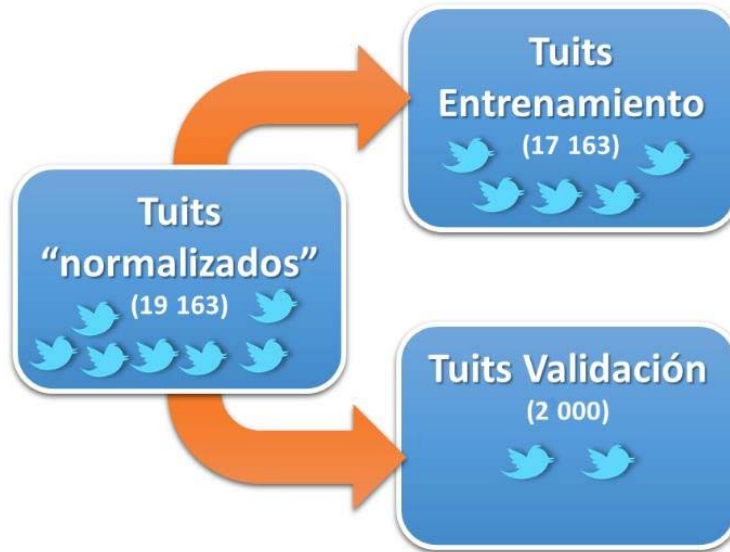 Tuits
“normalizados”
(19 163)
Tuits
Entrenamiento
(17 163)
Tuits Validación
(2 000)